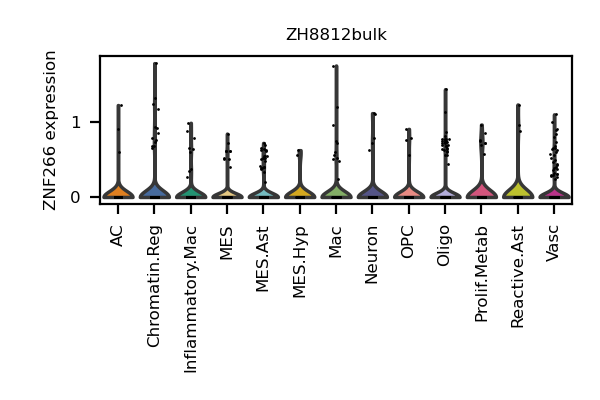 ZH8812bulk
ZNF266 expression
1
0
AC
Chromatin.Reg
Inflammatory.Mac
MES
MES.Ast
MES.Hyp
Mac
Neuron
OPC
Oligo
Prolif.Metab
Reactive.Ast
Vasc